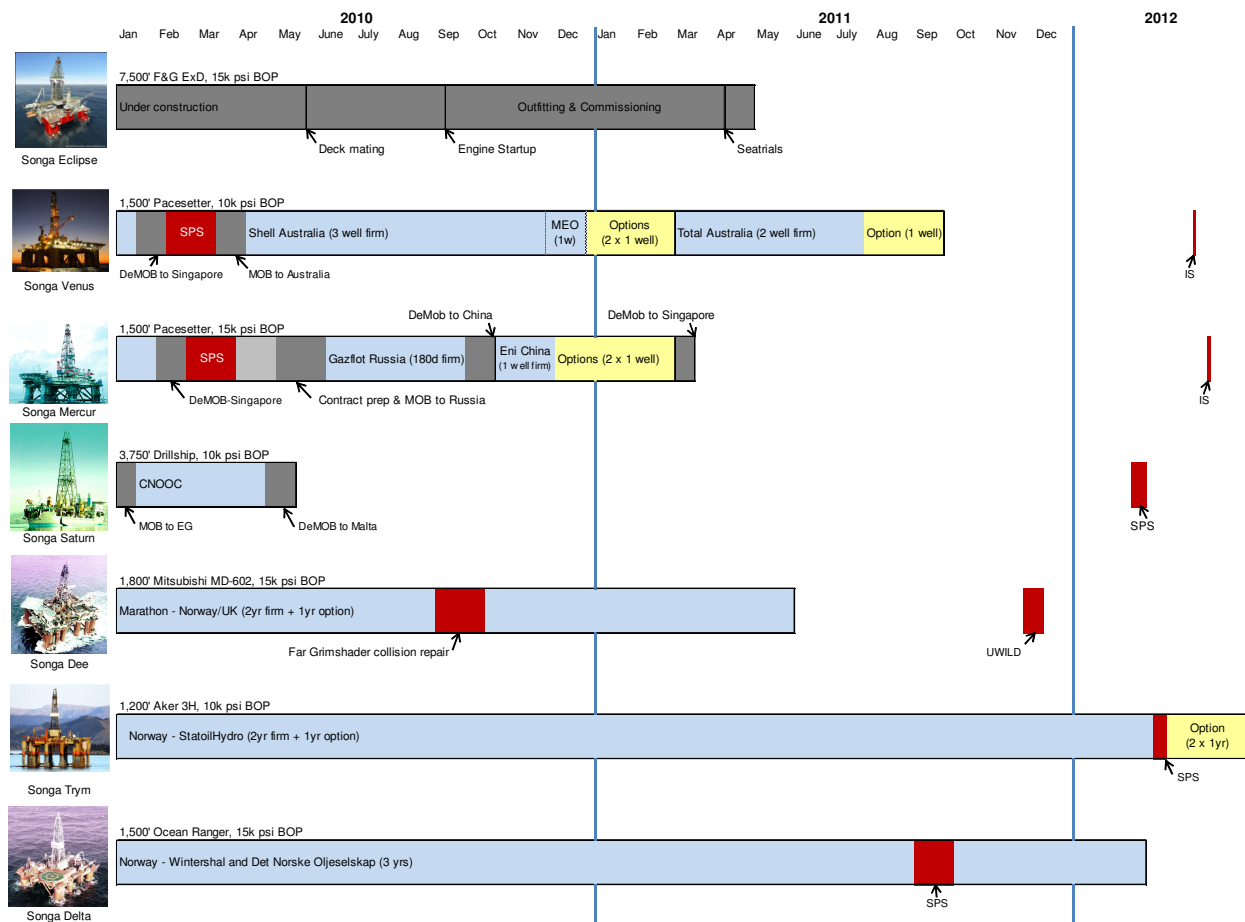 2010 2011 2012
Jan Feb Mar Apr May June July Aug Sep Oct Nov Dec Jan Feb Mar Apr May June July Aug Sep Oct Nov Dec
7,500' F&G ExD, 15k psi BOP
Under construction
Outfitting & Commissioning
Deck mating
Engine Startup
Seatrials
Songa Eclipse
1,500' Pacesetter, 10k psi BOP
SPS
Shell Australia (3 well firm)
MEO
(1w)
Options
(2 x 1 well)
Total Australia (2 well firm)
Option (1 well)
DeMOB to Singapore
MOB to Australia
IS
Songa Venus
DeMob to China
DeMob to Singapore
1,500' Pacesetter, 15k psi BOP
SPS
Gazflot Russia (180d firm)
Eni China
(1 well firm)
Options (2 x 1 well)
DeMOB-Singapore
Contract prep & MOB to Russia
IS
Songa Mercur
3,750' Drillship, 10k psi BOP
CNOOC
MOB to EG
DeMOB to Malta
SPS
Songa Saturn
1,800' Mitsubishi MD-602, 15k psi BOP
Marathon - Norway/UK (2yr firm + 1yr option)
Far Grimshader collision repair
UWILD
Songa Dee
1,200' Aker 3H, 10k psi BOP
Norway - StatoilHydro (2yr firm + 1yr option)
Option
(2 x 1yr)
SPS
Songa Trym
1,500' Ocean Ranger, 15k psi BOP
Norway - Wintershal and Det Norske Oljeselskap (3 yrs)
SPS
Songa Delta